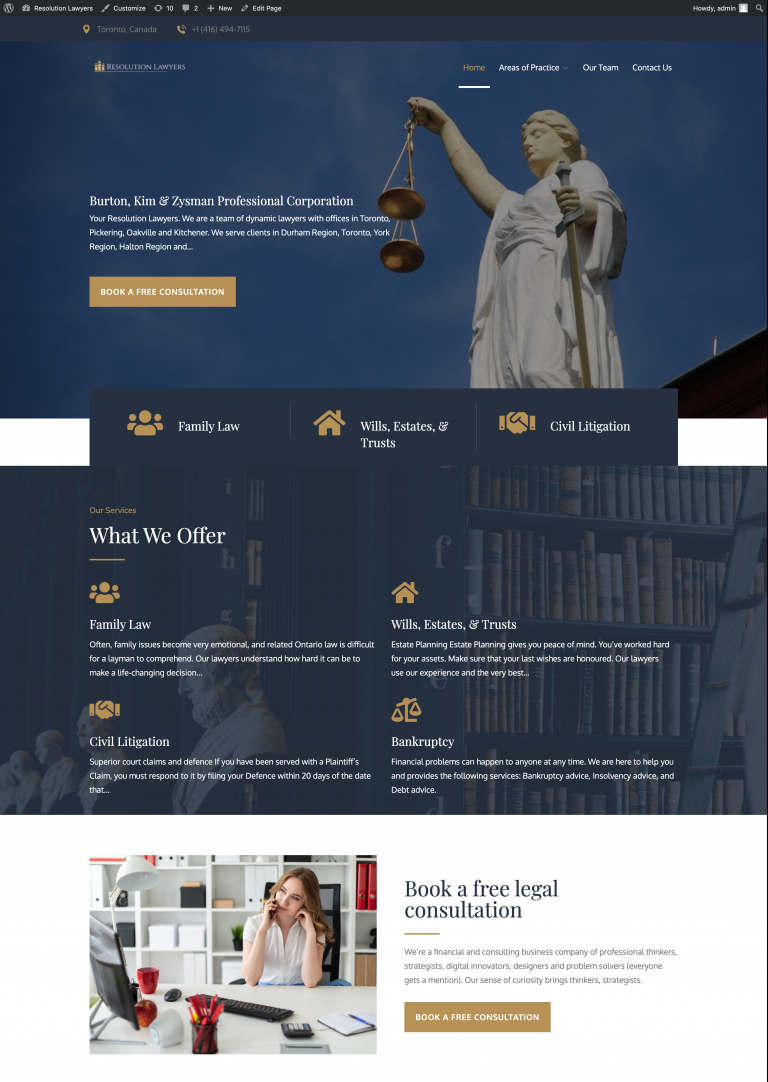 Resolution Lawyers Customize 10 2 New Edit Page Howdy, admin
Toronto, Canada +1 (416) 494-7115
Resolution Lawyers
Home Areas of Practice Our Team Contact Us
Burton, Kim & Zysman Professional Corporation
Your Resolution Lawyers. We are a team of dynamic lawyers with offices in Toronto,
Pickering, Oakville and Kitchener. We serve clients in Durham Region, Toronto, York
Region, Halton Region and...
BOOK A FREE CONSULTATION
Family Law
Wills, Estates, &
Trusts
Civil Litigation
Our Services
What We Offer
Family Law
Often, family issues become very emotional, and related Ontario law is difficult
for a layman to comprehend. Our lawyers understand how hard it can be to
make a life-changing decision...
Wills, Estates, & Trusts
Estate Planning Estate Planning gives you peace of mind. You've worked hard
for your assets. Make sure that your last wishes are honoured. Our lawyers
use our experience and the very best...
Civil Litigation
Superior court claims and defence If you have been served with a Plaintiff's
Claim, you must respond to it by filing your Defence within 20 days of the date
that...
Bankruptcy
Financial problems can happen to anyone at any time. We are here to help you
and provides the following services: Bankruptcy advice, Insolvency advice, and
Debt advice.
Book a free legal
consultation
We're a financial and consulting business company of professional thinkers,
strategists, digital innovators, designers and problem solvers (everyone
gets a mention). Our sense of curiosity brings thinkers, strategists.
BOOK A FREE CONSULTATION